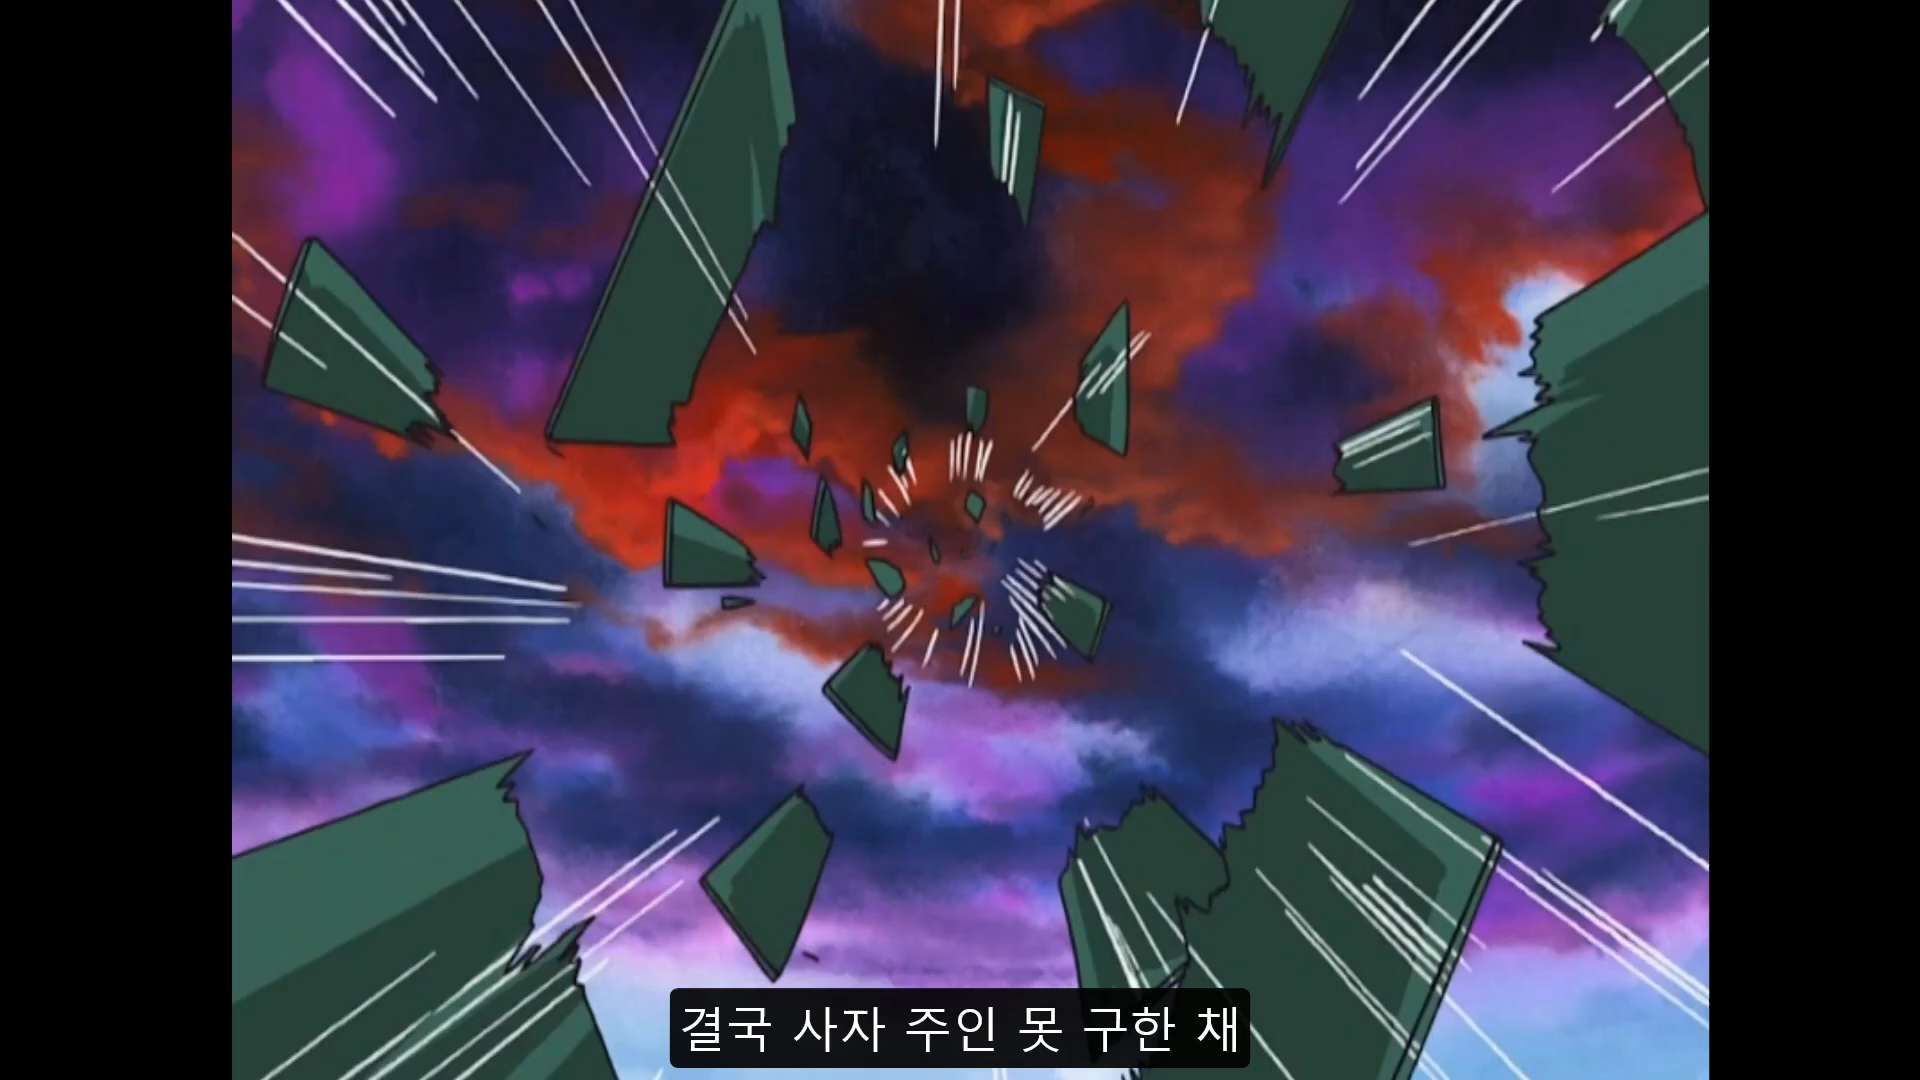 결국 사자 주인 못 구한 채